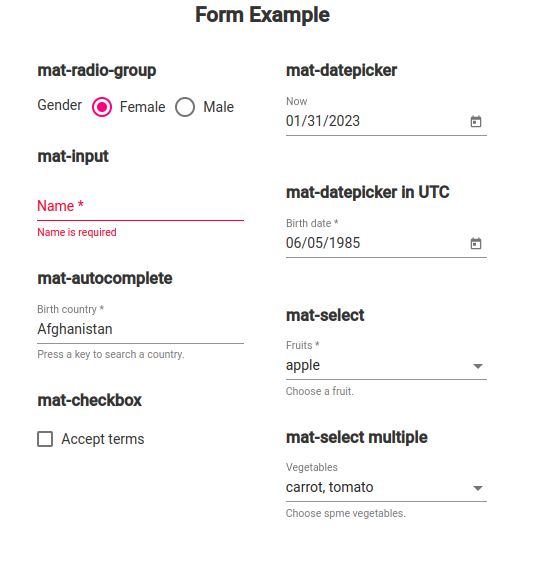 Form Example
mat-radio-group
Gender Female Male
mat-input
Name *
Name is required
mat-autocomplete
Birth country *
Afghanistan
Press a key to search a country.
mat-checkbox
Accept terms
mat-datepicker
Now
01/31/2023
mat-datepicker in UTC
Birth date *
06/05/1985
mat-select
Fruits *
apple
Choose a fruit.
mat-select multiple
Vegetables
carrot, tomato
Choose spme vegetables.